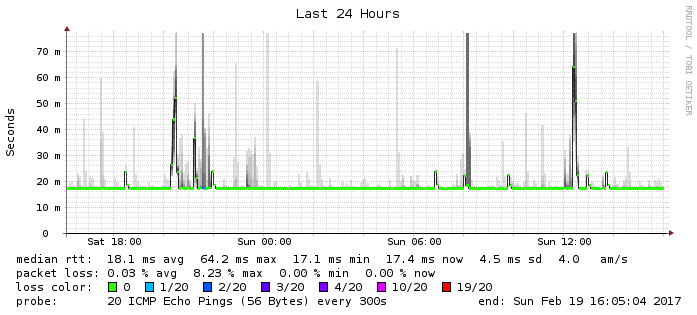 Last 24 Hours
RRDTOOL / TOBI OETIKER
Seconds
70 m
60 m
50 m
40 m
30 m
20 m
10 m
0
Sat 18:00 Sun 00:00 Sun 06:00 Sun 12:00
median rtt: 18.1 ms avg 64.2 ms max 17.1 ms min 17.4 ms now 4.5 ms sd 4.0 am/s
packet loss: 0.03 % avg 8.23 % max 0.00 % min 0.00 % now
loss color: 0 1/20 2/20 3/20 4/20 10/20 19/20
probe: 20 ICMP Echo Pings (56 Bytes) every 300s end: Sun Feb 19 16:05:04 2017